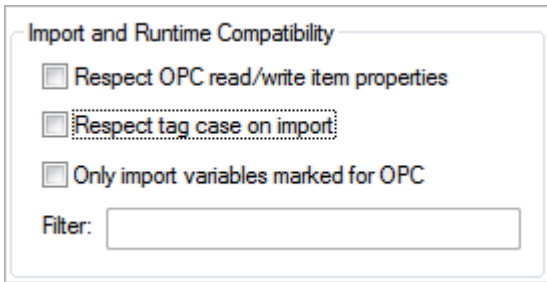 Import and Runtime Compatibility
Respect OPC read/write item properties
Respect tag case on import
Only import variables marked for OPC
Filter: